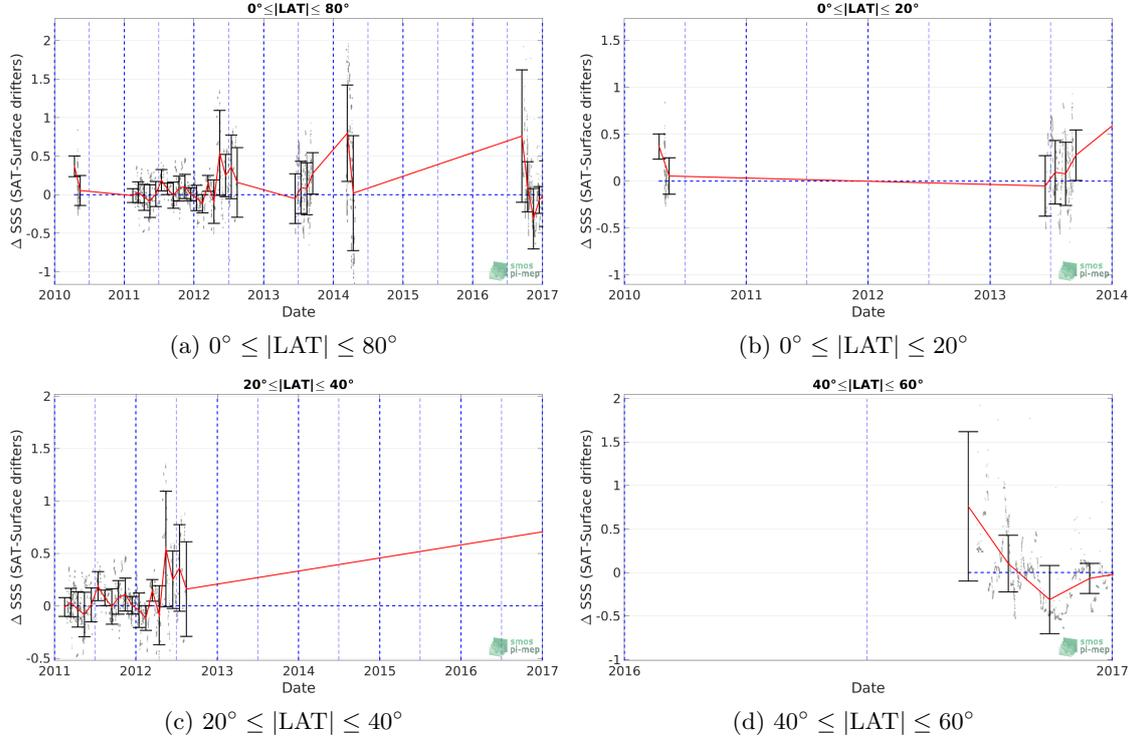 0°≤|LAT|≤ 80°
Δ SSS (SAT-Surface drifters)
2
1.5
1
0.5
0
-0.5
-1
2010 2011 2012 2013 2014 2015 2016 2017
Date
smos
pi-mep
(a) 0° ≤ |LAT| ≤ 80°
0°≤|LAT|≤ 20°
Δ SSS (SAT-Surface drifters)
1.5
1
0.5
0
-0.5
-1
2010 2011 2012 2013 2014
Date
smos
pi-mep
(b) 0° ≤ |LAT| ≤ 20°
20°≤|LAT|≤ 40°
Δ SSS (SAT-Surface drifters)
2
1.5
1
0.5
0
-0.5
2011 2012 2013 2014 2015 2016 2017
Date
smos
pi-mep
(c) 20° ≤ |LAT| ≤ 40°
40°≤|LAT|≤ 60°
Δ SSS (SAT-Surface drifters)
2
1.5
1
0.5
0
-0.5
-1
2016 2017
Date
smos
pi-mep
(d) 40° ≤ |LAT| ≤ 60°